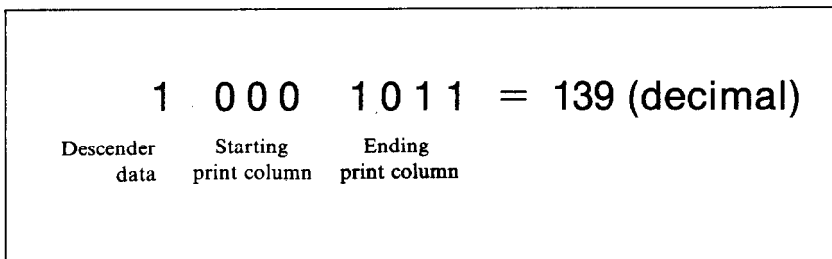 1 000 1011 = 139 (decimal)
Descender Starting Ending
data print column print column